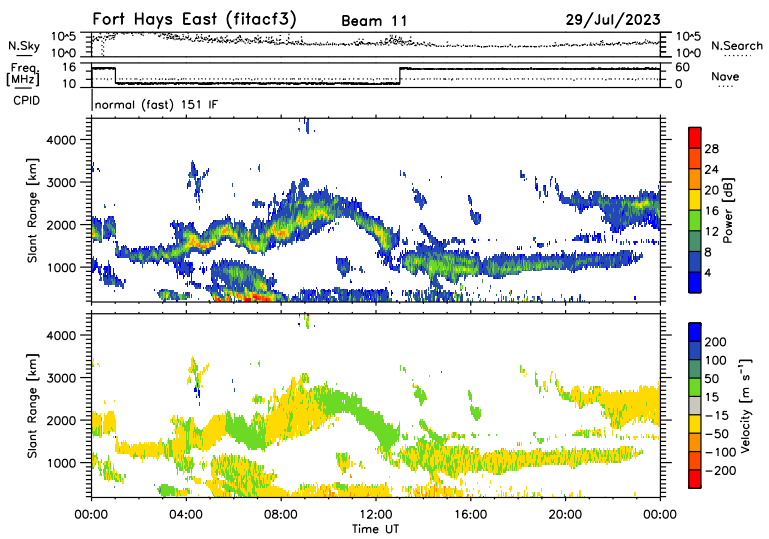 Fort Hays East (fitacf3) Beam 11 29/Jul/2023
N.Sky 10^5 10^0 10^5 10^0 N.Search
Freq. [MHz] 16 10 60 0 Nave
CPID normal (fast) 151 IF
4000
3000
2000
1000
Slant Range [km]
28
24
20
16
12
8
4
Power [dB]
4000
3000
2000
1000
Slant Range [km]
200
100
50
15
−15
−50
−100
−200
Velocity [m s⁻¹]
00:00 04:00 08:00 12:00 16:00 20:00 00:00
Time UT